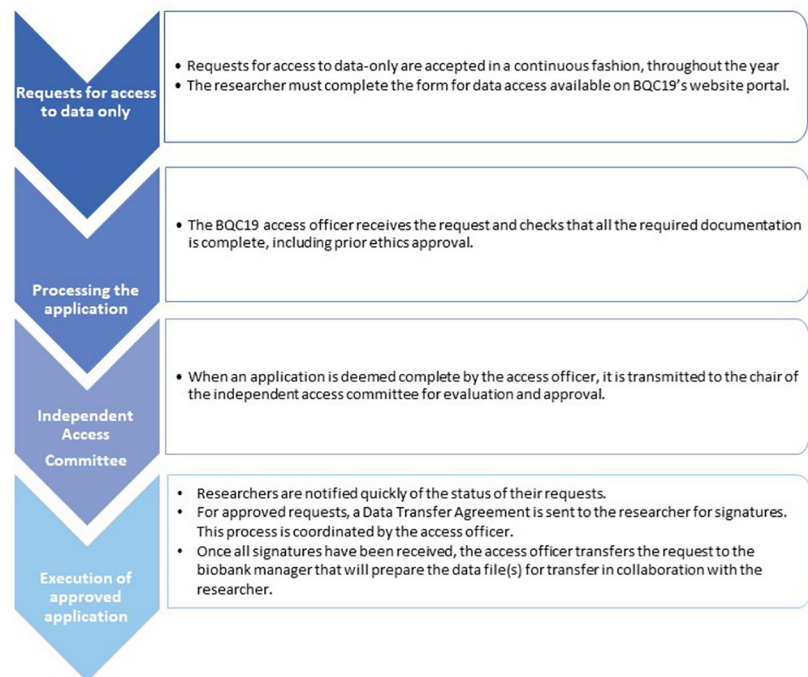 Requests for access
to data only
• Requests for access to data-only are accepted in a continuous fashion, throughout the year
• The researcher must complete the form for data access available on BQC19's website portal.
Processing the
application
• The BQC19 access officer receives the request and checks that all the required documentation
is complete, including prior ethics approval.
Independent
Access
Committee
• When an application is deemed complete by the access officer, it is transmitted to the chair of
the independent access committee for evaluation and approval.
Execution of
approved
application
• Researchers are notified quickly of the status of their requests.
• For approved requests, a Data Transfer Agreement is sent to the researcher for signatures.
This process is coordinated by the access officer.
• Once all signatures have been received, the access officer transfers the request to the
biobank manager that will prepare the data file(s) for transfer in collaboration with the
researcher.